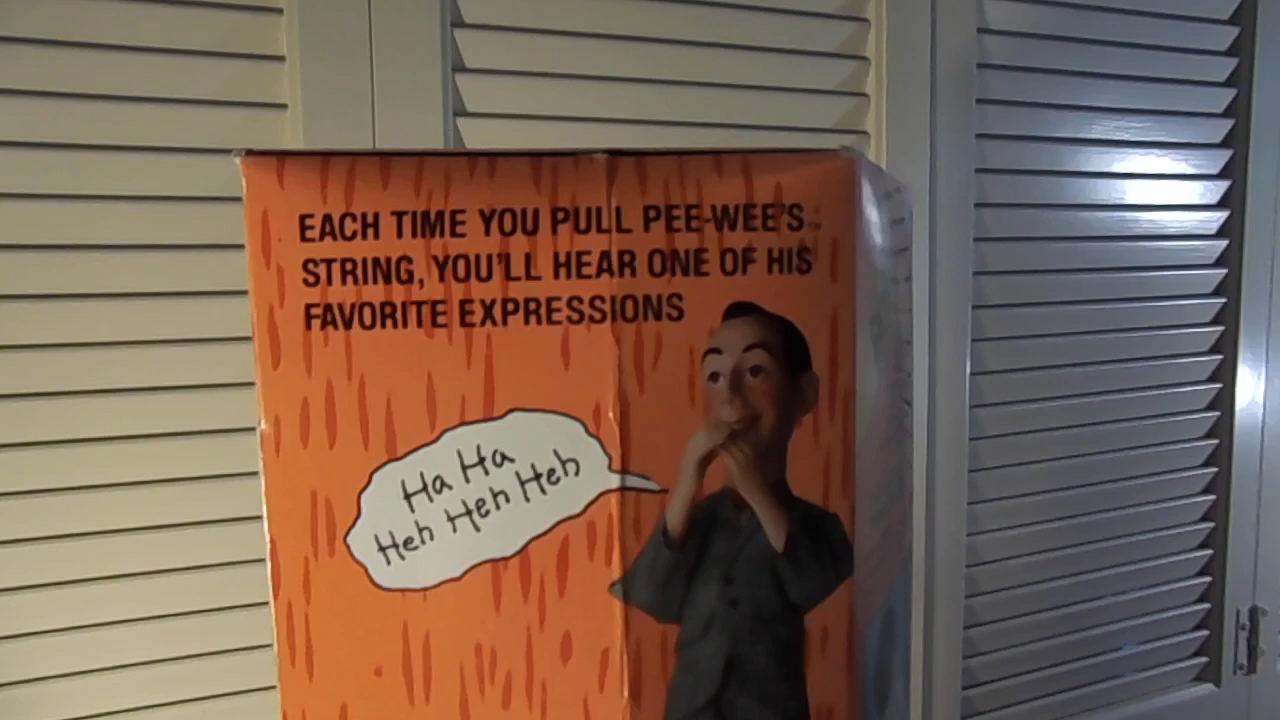 EACH TIME YOU PULL PEE-WEE'S
STRING, YOU'LL HEAR ONE OF HIS
FAVORITE EXPRESSIONS
Ha Ha
Heh Heh Heh